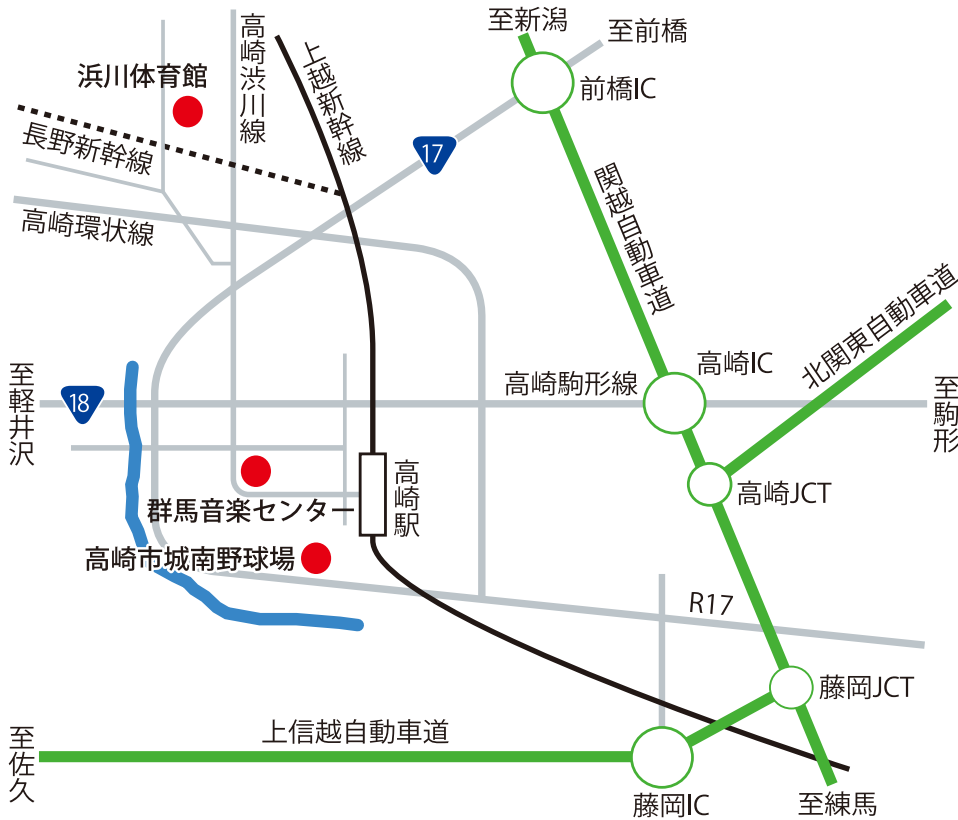 至新潟
至前橋
高崎渋川線
上越新幹線
浜川体育館
前橋IC
長野新幹線
17
関越自動車道
高崎環状線
北関東自動車道
高崎IC
至軽井沢
18
高崎駒形線
至駒形
高崎駅
高崎JCT
群馬音楽センター
高崎市城南野球場
R17
藤岡JCT
上信越自動車道
至佐久
藤岡IC
至練馬